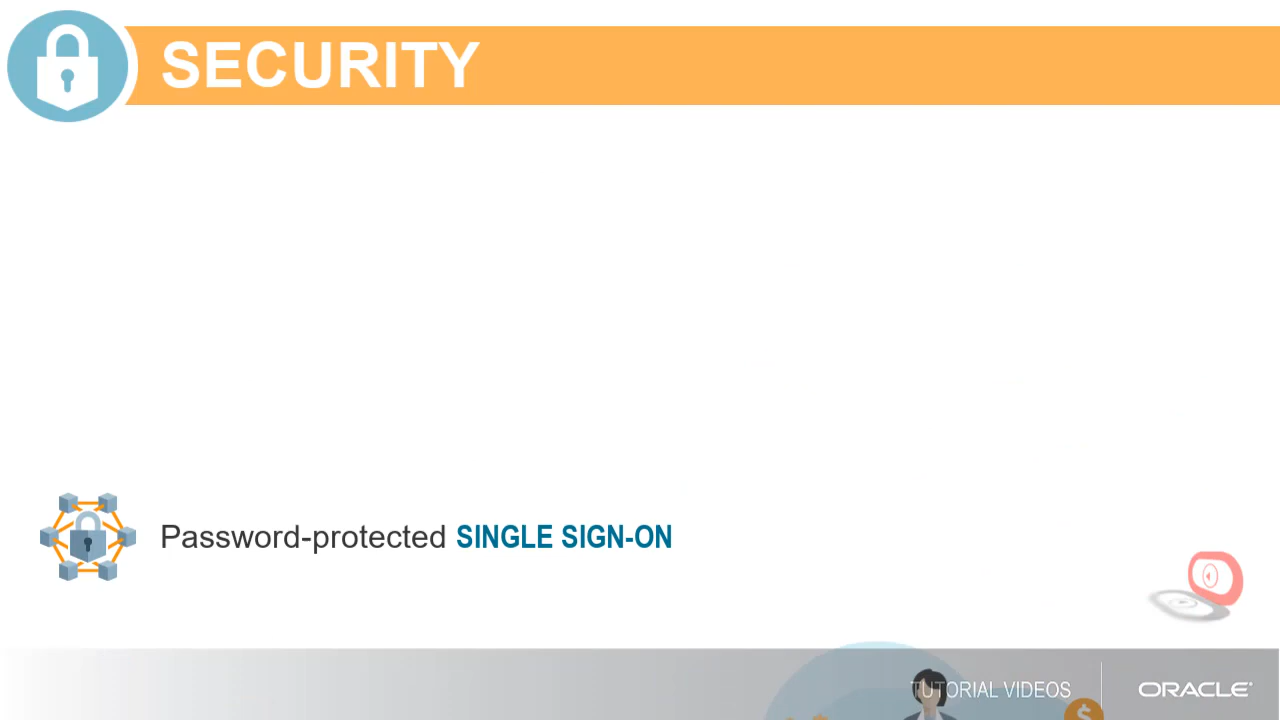 SECURITY
Password-protected SINGLE SIGN-ON
TUTORIAL VIDEOS
ORACLE®
$